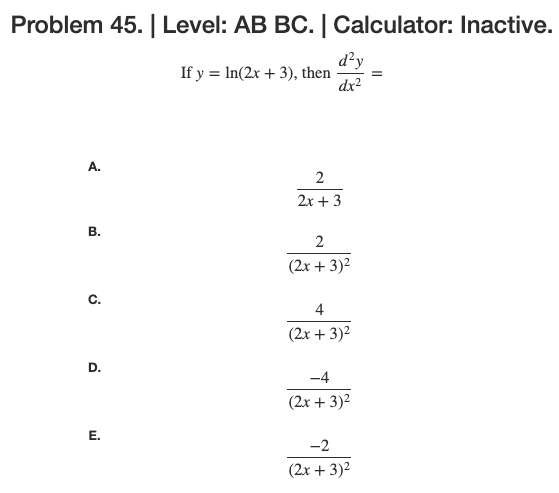 Problem 45. | Level: AB BC. | Calculator: Inactive.
If y = ln(2x + 3), then d²y/dx² =
A. 2/(2x + 3)
B. 2/(2x + 3)²
C. 4/(2x + 3)²
D. −4/(2x + 3)²
E. −2/(2x + 3)²